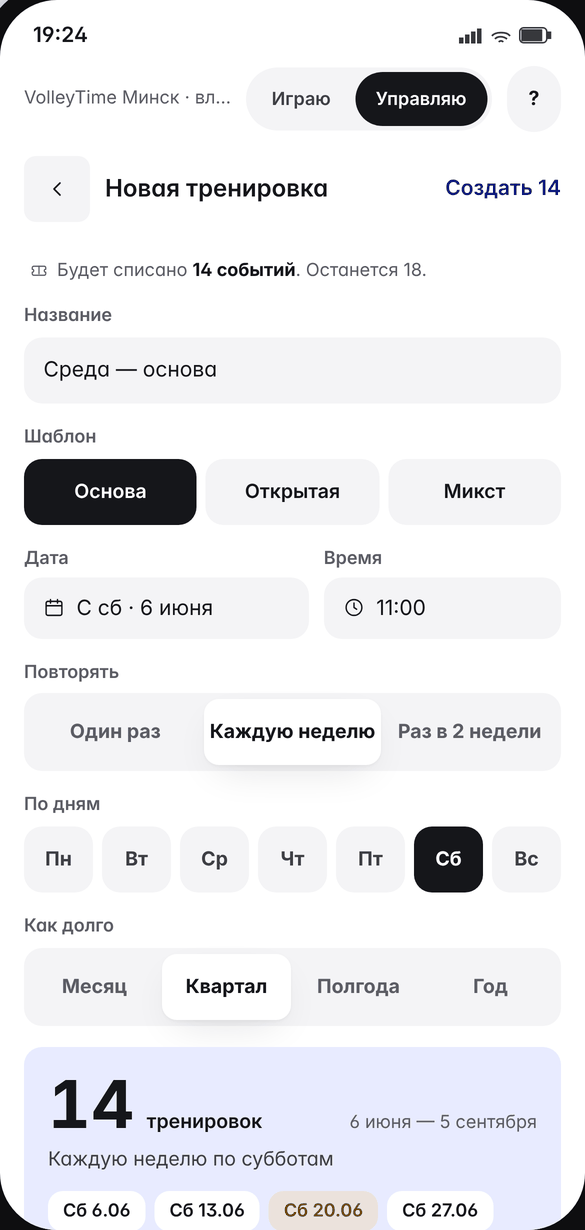 19:24
VolleyTime Минск · вл... Играю Управляю ?
Новая тренировка Создать 14
Будет списано 14 событий. Останется 18.
Название
Среда — основа
Шаблон
Основа Открытая Микст
Дата Время
С сб · 6 июня 11:00
Повторять
Один раз Каждую неделю Раз в 2 недели
По дням
Пн Вт Ср Чт Пт Сб Вс
Как долго
Месяц Квартал Полгода Год
14 тренировок 6 июня — 5 сентября
Каждую неделю по субботам
Сб 6.06 Сб 13.06 Сб 20.06 Сб 27.06